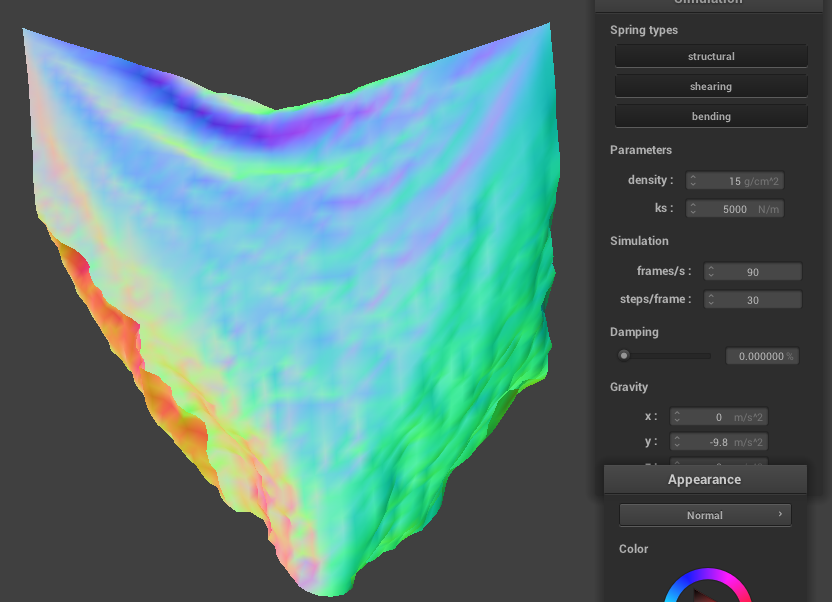 Simulation
Spring types
structural
shearing
bending
Parameters
density : 15 g/cm^2
ks : 5000 N/m
Simulation
frames/s : 90
steps/frame : 30
Damping
0.000000 %
Gravity
x : 0 m/s^2
y : -9.8 m/s^2
Appearance
Normal
Color